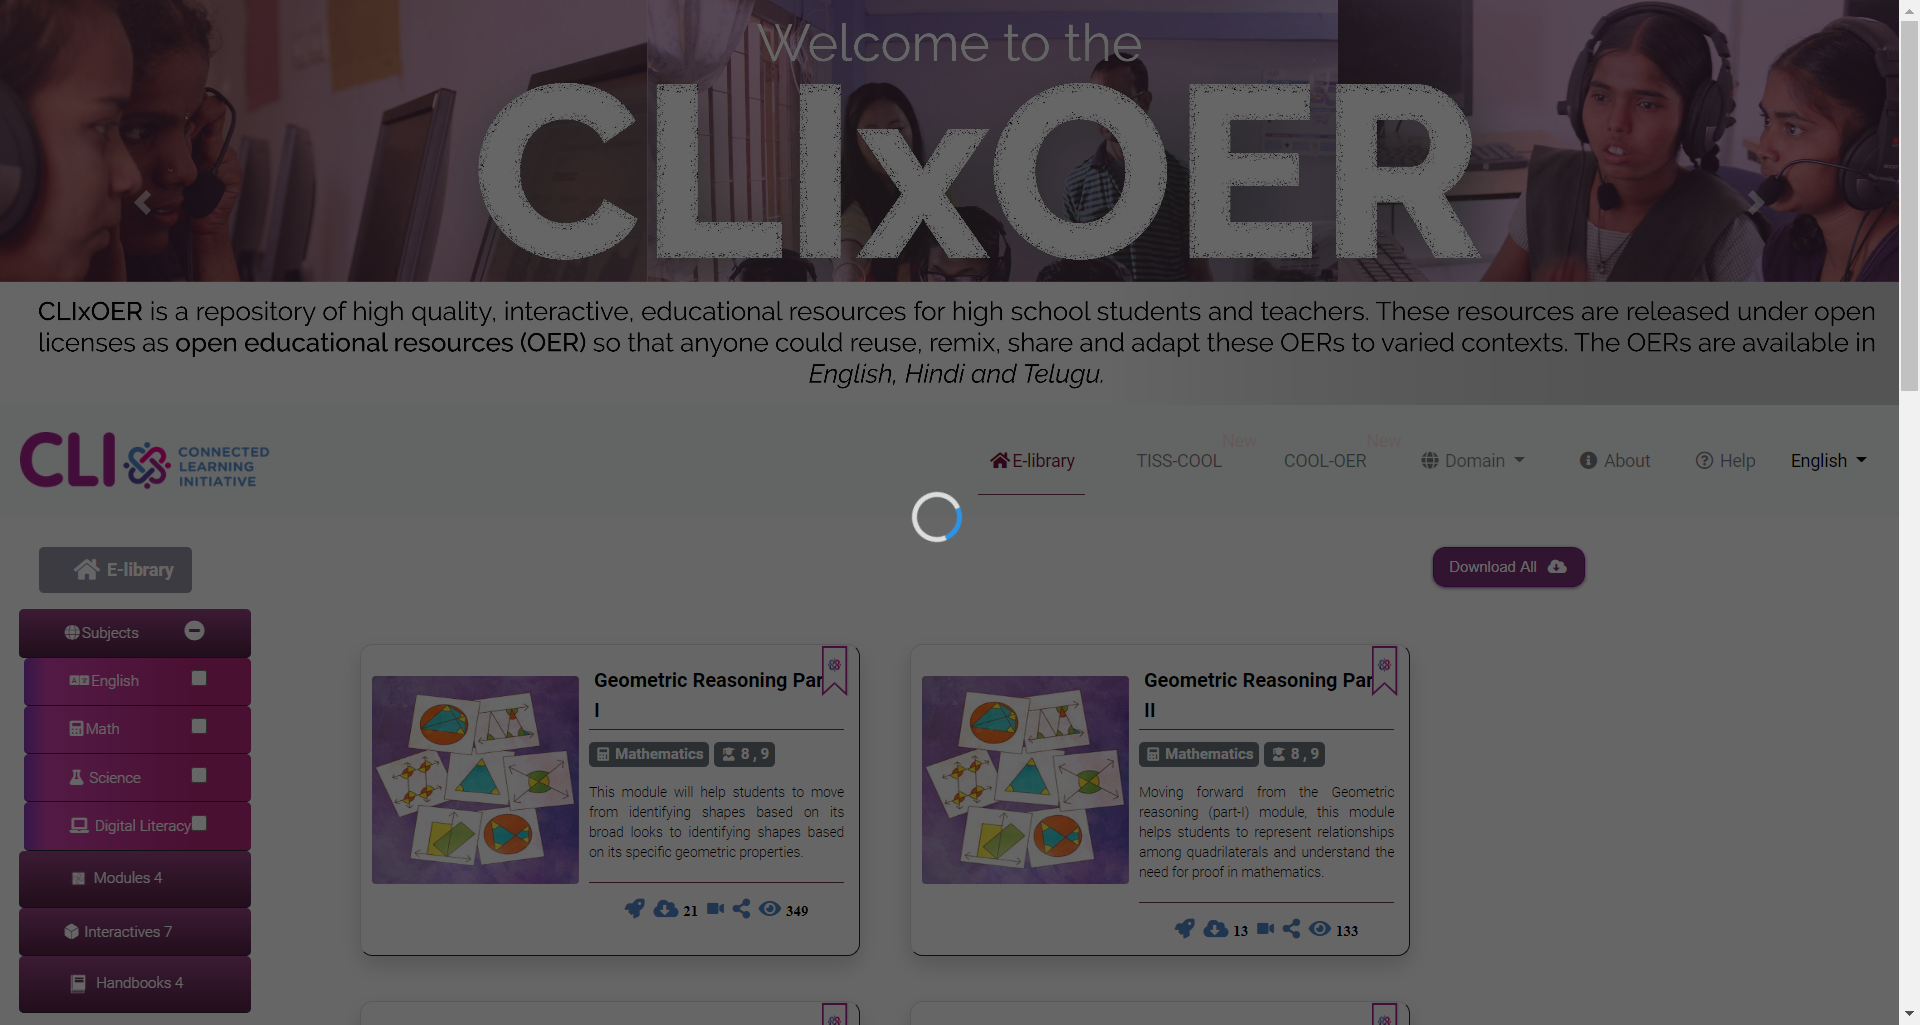 Welcome to the
CLIxOER
CLIxOER is a repository of high quality, interactive, educational resources for high school students and teachers. These resources are released under open
licenses as open educational resources (OER) so that anyone could reuse, remix, share and adapt these OERs to varied contexts. The OERs are available in
English, Hindi and Telugu.
CLI
CONNECTED
LEARNING
INITIATIVE
E-library
TISS-COOL New
COOL-OER New
Domain
About
Help
English
E-library
Download All
Subjects
English
Math
Science
Digital Literacy
Modules 4
Interactives 7
Handbooks 4
Geometric Reasoning Par
I
Mathematics 8 , 9
This module will help students to move
from identifying shapes based on its
broad looks to identifying shapes based
on its specific geometric properties.
21 349
Geometric Reasoning Par
II
Mathematics 8 , 9
Moving forward from the Geometric
reasoning (part-I) module, this module
helps students to represent relationships
among quadrilaterals and understand the
need for proof in mathematics.
13 133